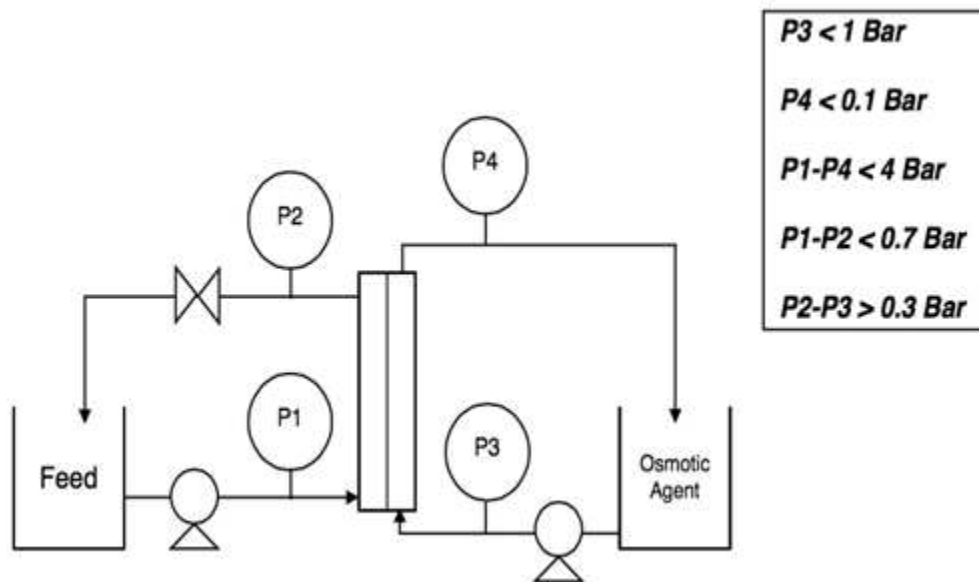 P3 < 1 Bar
P4 < 0.1 Bar
P1-P4 < 4 Bar
P1-P2 < 0.7 Bar
P2-P3 > 0.3 Bar
P4
P2
P1
P3
Feed
Osmotic
Agent